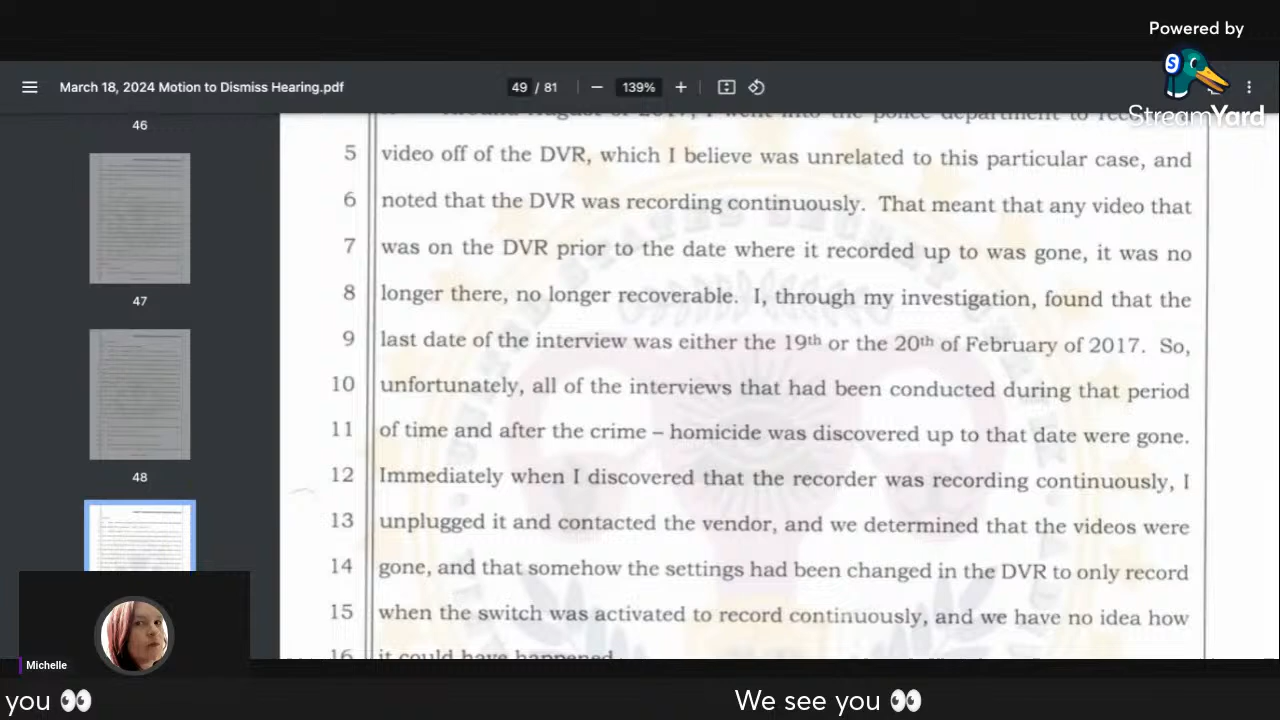 Powered by
StreamYard
March 18, 2024 Motion to Dismiss Hearing.pdf
49 / 81
139%
46
47
48
5 video off of the DVR, which I believe was unrelated to this particular case, and
6 noted that the DVR was recording continuously. That meant that any video that
7 was on the DVR prior to the date where it recorded up to was gone, it was no
8 longer there, no longer recoverable. I, through my investigation, found that the
9 last date of the interview was either the 19th or the 20th of February of 2017. So,
10 unfortunately, all of the interviews that had been conducted during that period
11 of time and after the crime – homicide was discovered up to that date were gone.
12 Immediately when I discovered that the recorder was recording continuously, I
13 unplugged it and contacted the vendor, and we determined that the videos were
14 gone, and that somehow the settings had been changed in the DVR to only record
15 when the switch was activated to record continuously, and we have no idea how
16 it could have happened.
Michelle
you 👀
We see you 👀